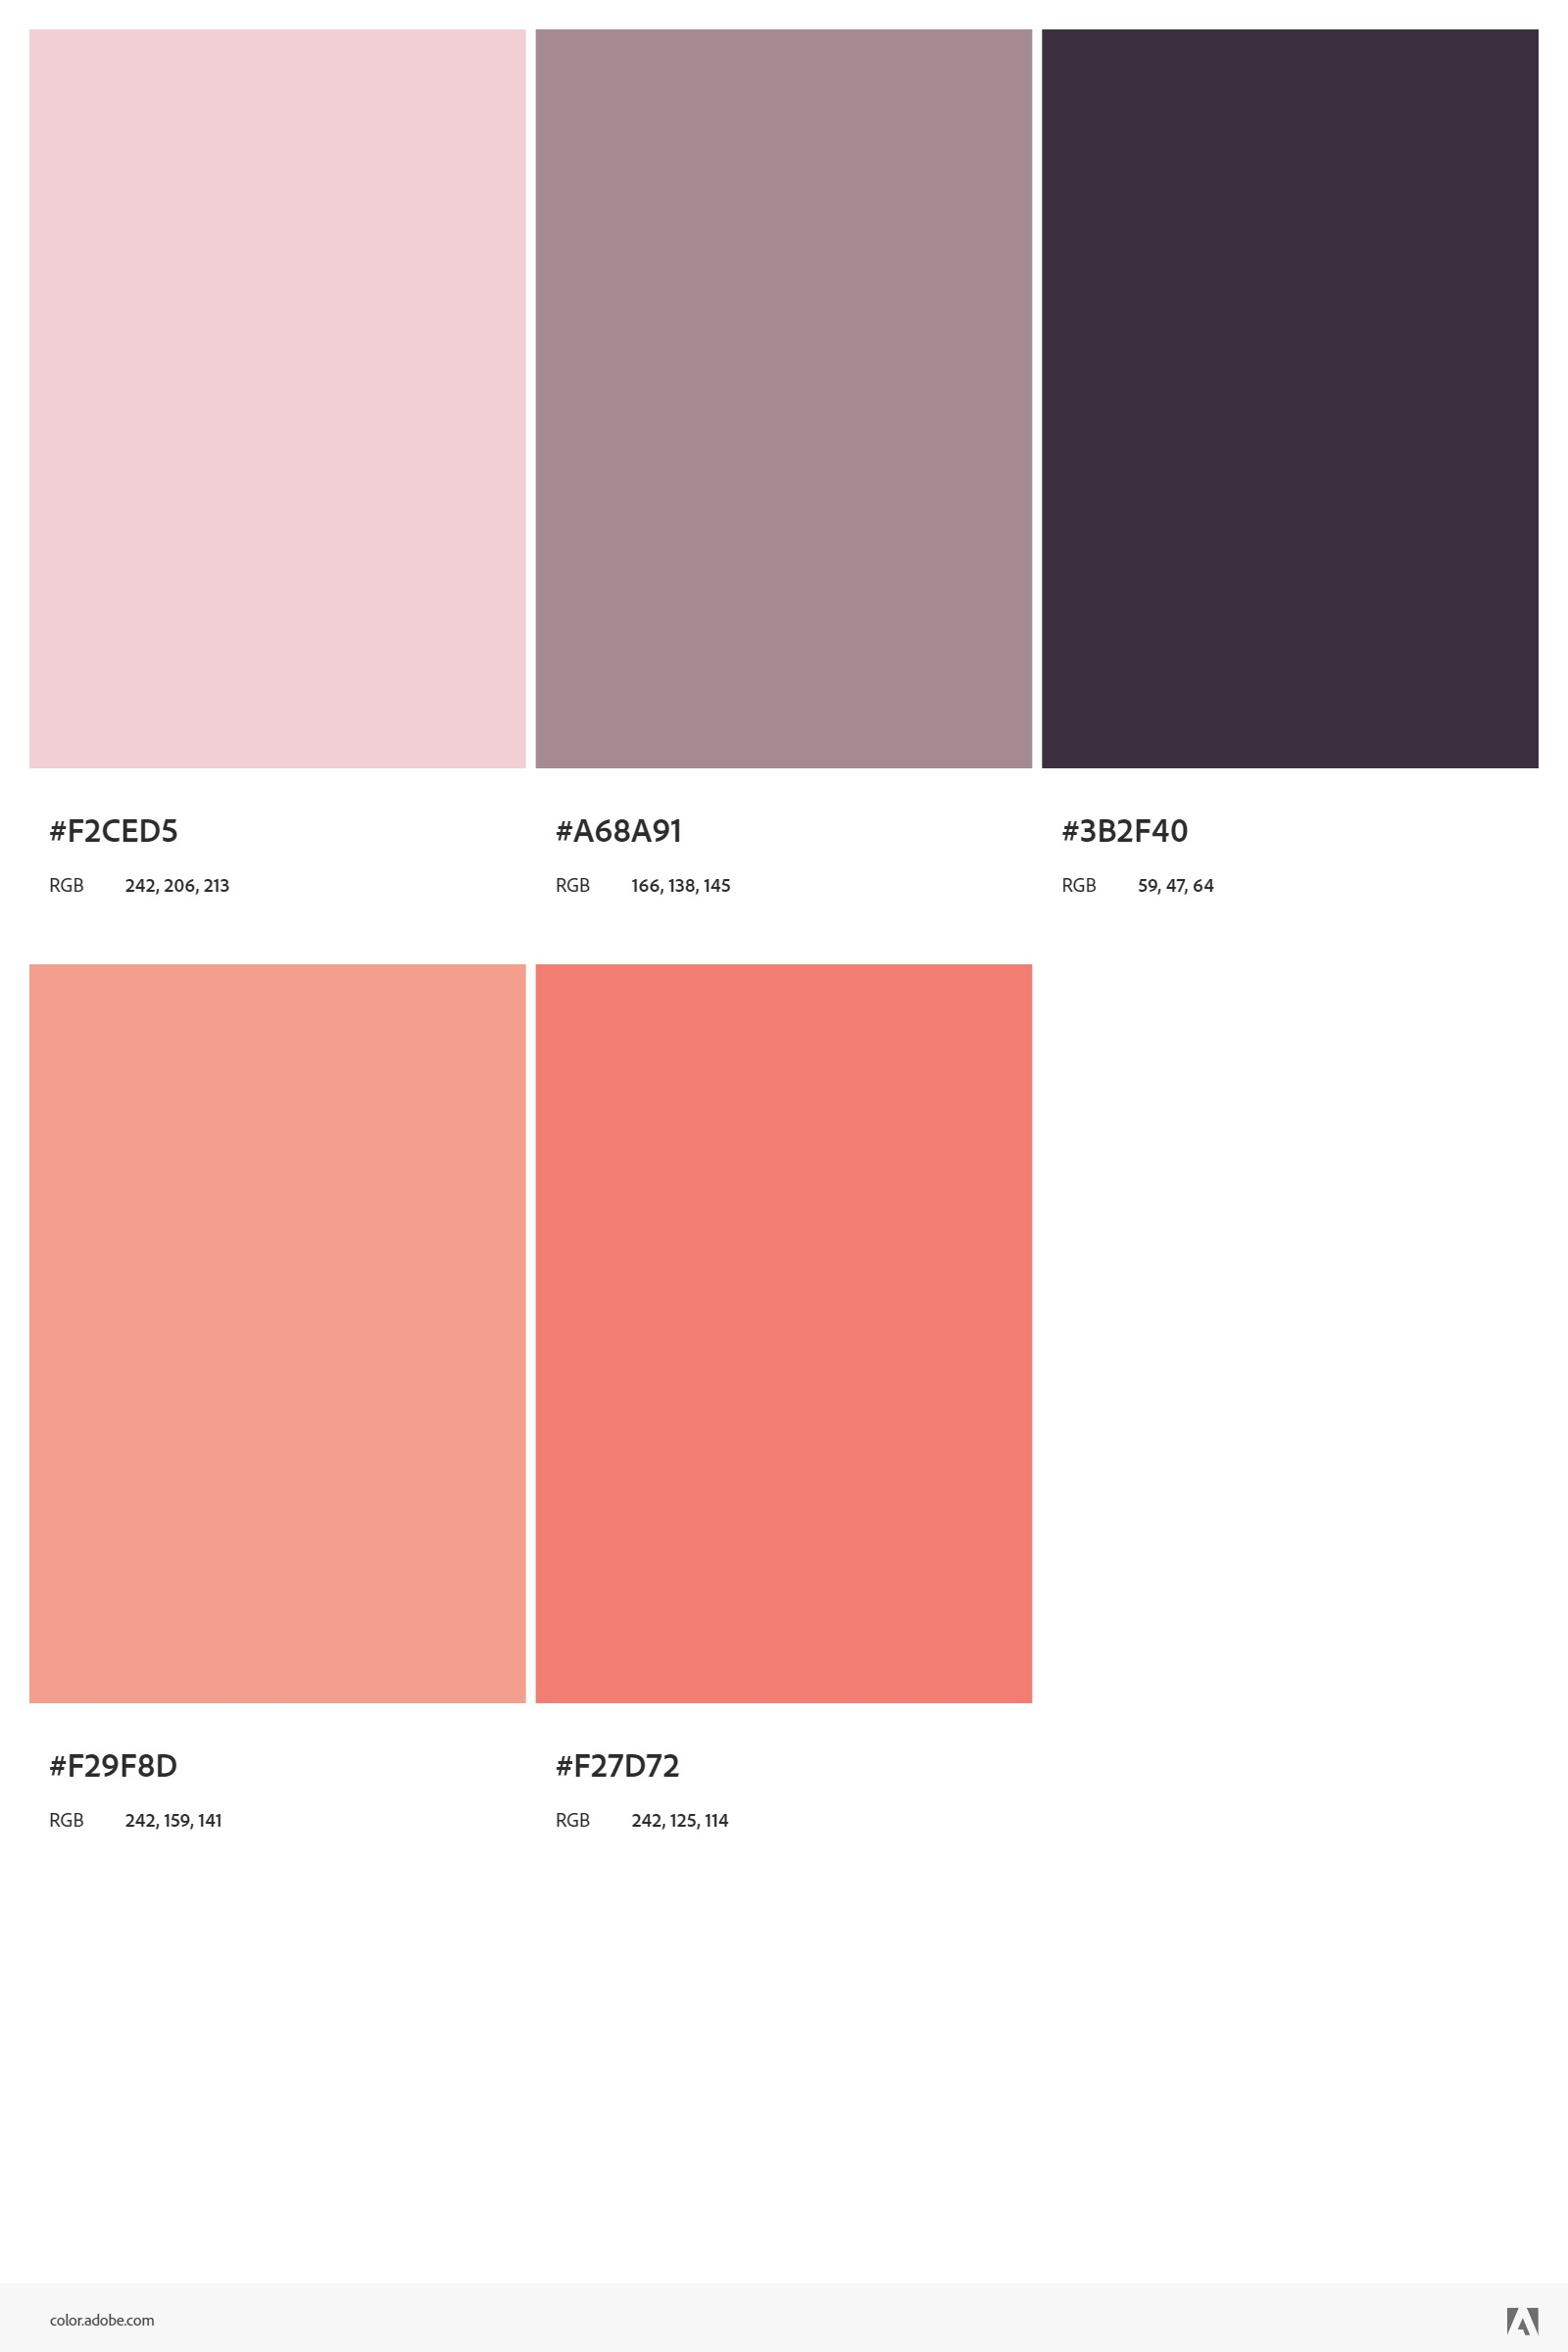 #F2CED5
RGB 242, 206, 213
#A68A91
RGB 166, 138, 145
#3B2F40
RGB 59, 47, 64
#F29F8D
RGB 242, 159, 141
#F27D72
RGB 242, 125, 114
color.adobe.com